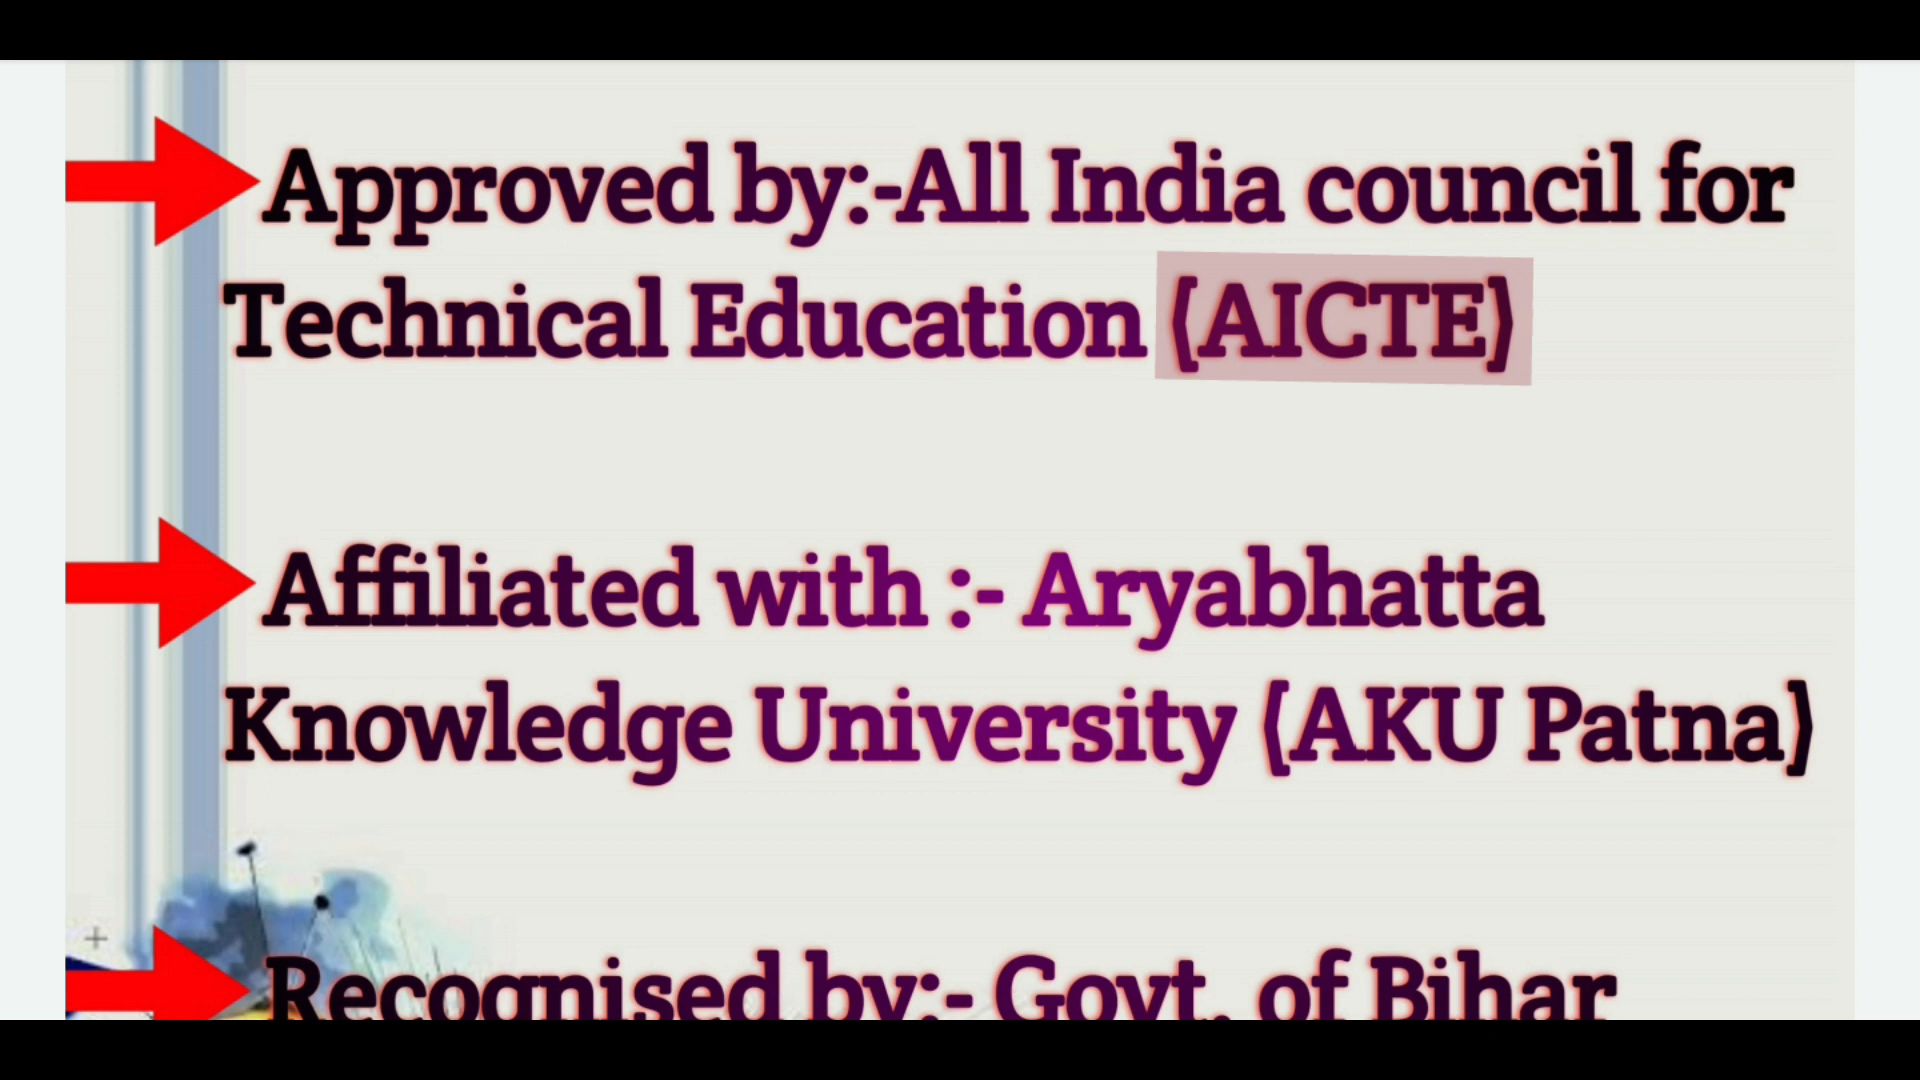 Approved by:-All India council for
Technical Education (AICTE)
Affiliated with :- Aryabhatta
Knowledge University (AKU Patna)
Recognised by:- Govt. of Bihar